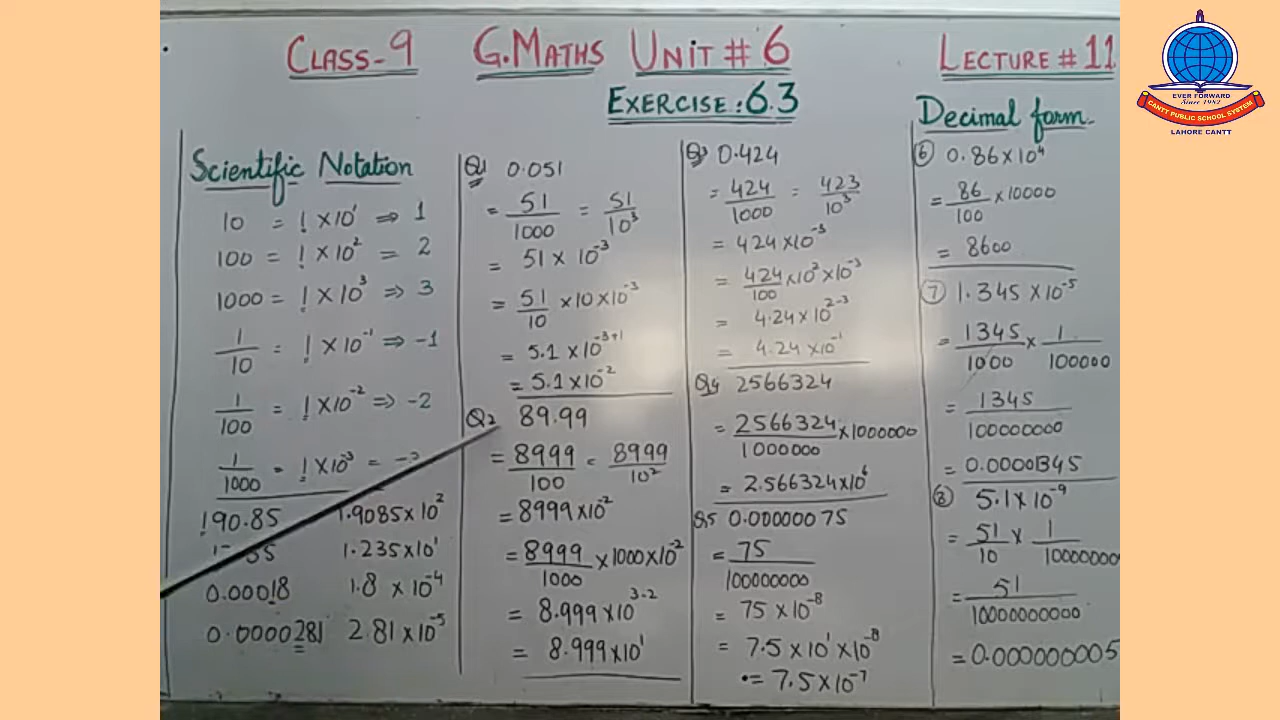 CLASS-9 G.MATHS UNIT # 6 LECTURE # 11
EXERCISE: 6.3
EVER FORWARD
Since 1982
CANTT PUBLIC SCHOOL SYSTEM
LAHORE CANTT
Scientific Notation
10 = ! ×10¹ ⇒ 1
100 = ! ×10² = 2
1000 = ! ×10³ ⇒ 3
1/10 = ! ×10⁻¹ ⇒ -1
1/100 = ! ×10⁻² ⇒ -2
1/1000 = ! ×10⁻³ =
!90.85 1.9085×10²
35 1.235×10¹
0.00018 1.8 ×10⁻⁴
0.0000281 2.81×10⁻⁵
Q1 0.051
= 51/1000 = 51/10³
= 51 × 10⁻³
= 51/10 ×10×10⁻³
= 5.1 ×10⁻³⁺¹
= 5.1×10⁻²
Q2 89.99
= 8999/100 = 8999/10²
= 8999×10⁻²
= 8999/1000 ×1000×10⁻²
= 8.999×10³⁻²
= 8.999×10¹
Q3 0.424
= 424/1000 = 423/10³
= 424×10⁻³
= 424/100 ×10²×10⁻³
= 4.24×10²⁻³
= 4.24×10⁻¹
Q4 2566324
= 2566324/1000000 ×1000000
= 2.566324×10⁶
Q5 0.00000075
= 75/100000000
= 75 ×10⁻⁸
= 7.5 ×10¹ ×10⁻⁸
= 7.5×10⁻⁷
Decimal form.
⑥ 0.86×10⁴
= 86/100 ×10000
= 8600
⑦ 1.345 ×10⁻⁵
= 1345/1000 × 1/100000
= 1345/100000000
= 0.00001345
⑧ 5.1×10⁻⁹
= 51/10 × 1/100000000
= 51/10000000000
= 0.000000005